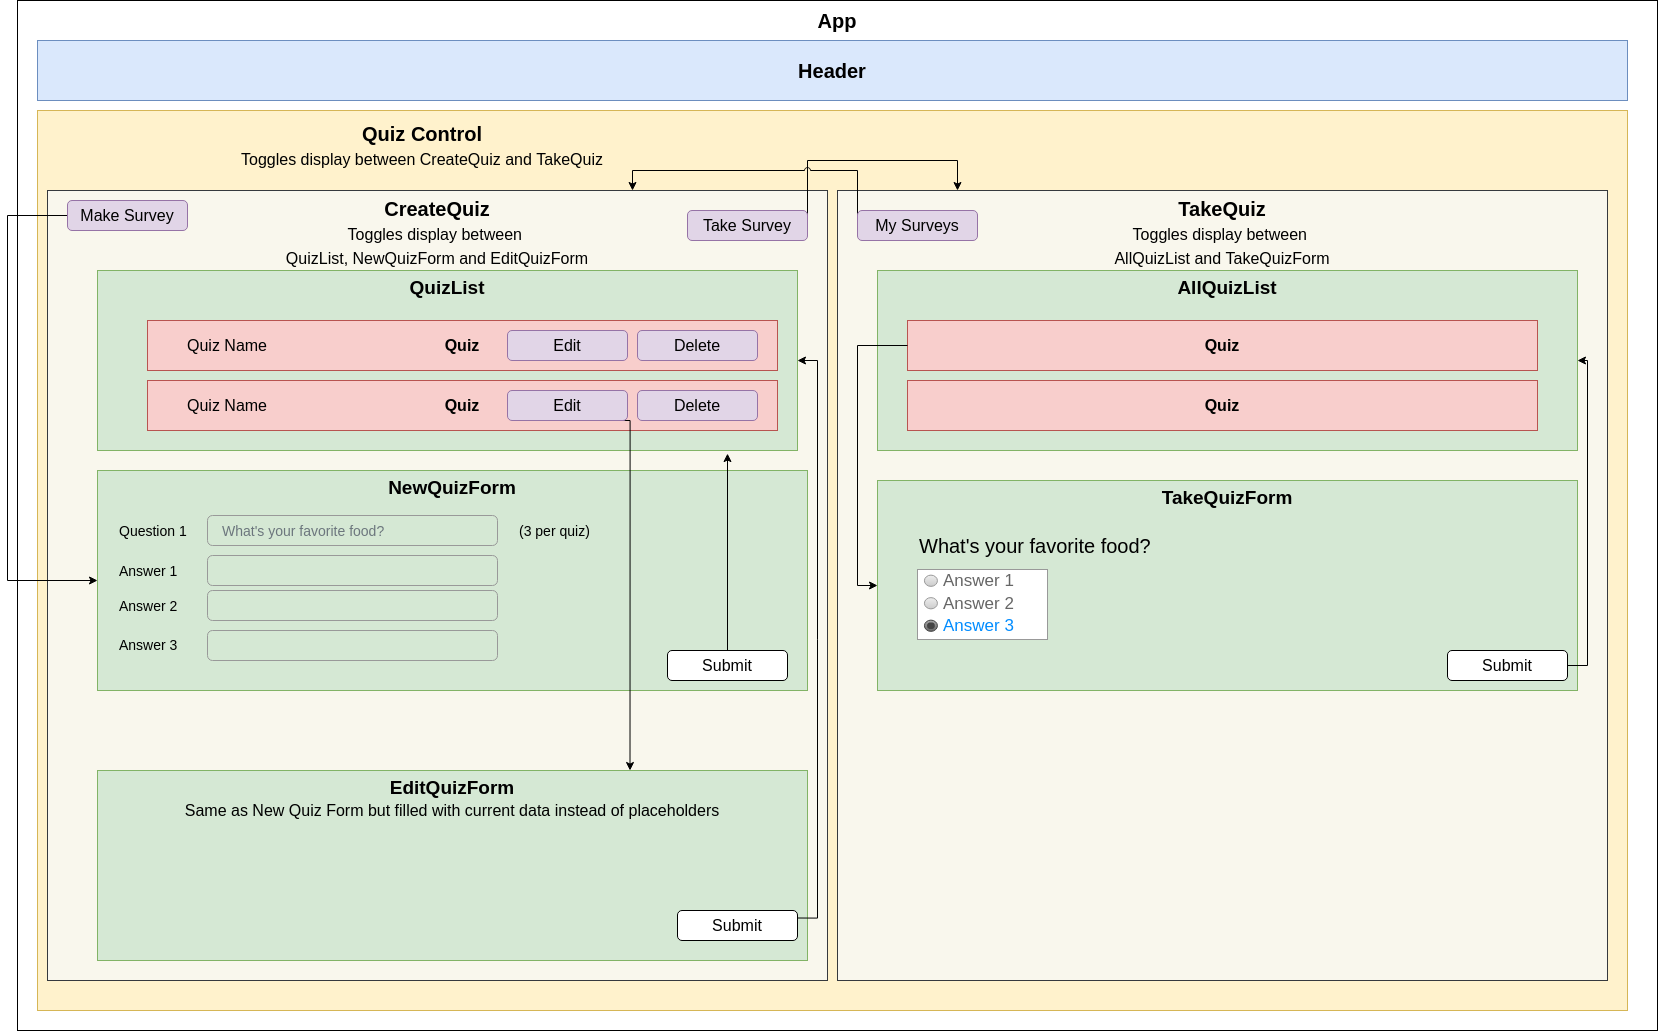 App
Header
Quiz Control
Toggles display between CreateQuiz and TakeQuiz
Make Survey
CreateQuiz
Toggles display between
QuizList, NewQuizForm and EditQuizForm
Take Survey
QuizList
Quiz Name Quiz Edit Delete
Quiz Name Quiz Edit Delete
NewQuizForm
Question 1 What's your favorite food? (3 per quiz)
Answer 1
Answer 2
Answer 3
Submit
EditQuizForm
Same as New Quiz Form but filled with current data instead of placeholders
Submit
My Surveys
TakeQuiz
Toggles display between
AllQuizList and TakeQuizForm
AllQuizList
Quiz
Quiz
TakeQuizForm
What's your favorite food?
Answer 1
Answer 2
Answer 3
Submit